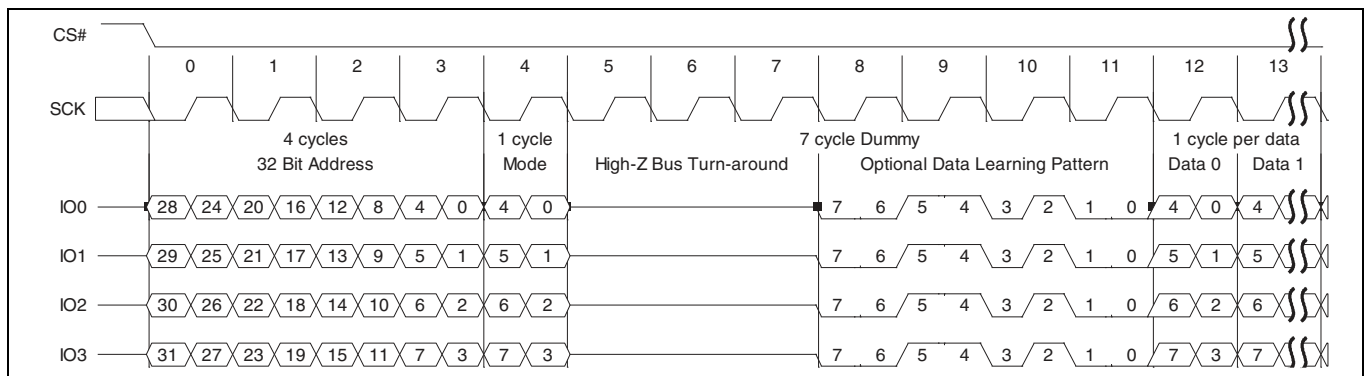 CS#
0 1 2 3 4 5 6 7 8 9 10 11 12 13
SCK
4 cycles 1 cycle 7 cycle Dummy 1 cycle per data
32 Bit Address Mode High-Z Bus Turn-around Optional Data Learning Pattern Data 0 Data 1
IO0 28 24 20 16 12 8 4 0 4 0 7 6 5 4 3 2 1 0 4 0 4
IO1 29 25 21 17 13 9 5 1 5 1 7 6 5 4 3 2 1 0 5 1 5
IO2 30 26 22 18 14 10 6 2 6 2 7 6 5 4 3 2 1 0 6 2 6
IO3 31 27 23 19 15 11 7 3 7 3 7 6 5 4 3 2 1 0 7 3 7